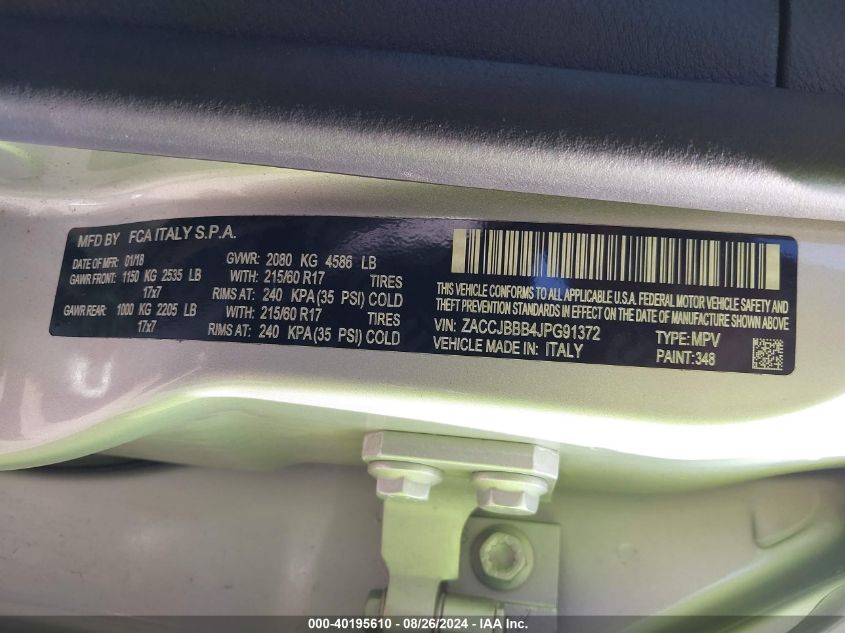 MFD BY FCA ITALY S.P.A.
DATE OF MFR: 01/18 GVWR: 2080 KG 4586 LB
GAWR FRONT: 1150 KG 2535 LB WITH: 215/60 R17 TIRES
17x7 RIMS AT: 240 KPA (35 PSI) COLD
GAWR REAR: 1000 KG 2205 LB WITH: 215/60 R17 TIRES
17x7 RIMS AT: 240 KPA (35 PSI) COLD
THIS VEHICLE CONFORMS TO ALL APPLICABLE U.S.A. FEDERAL MOTOR VEHICLE SAFETY AND
THEFT PREVENTION STANDARDS IN EFFECT ON THE DATE OF MANUFACTURE SHOWN ABOVE.
VIN: ZACCJBBB4JPG91372 TYPE: MPV
VEHICLE MADE IN: ITALY PAINT: 348
000-40195610 - 08/26/2024 - IAA Inc.